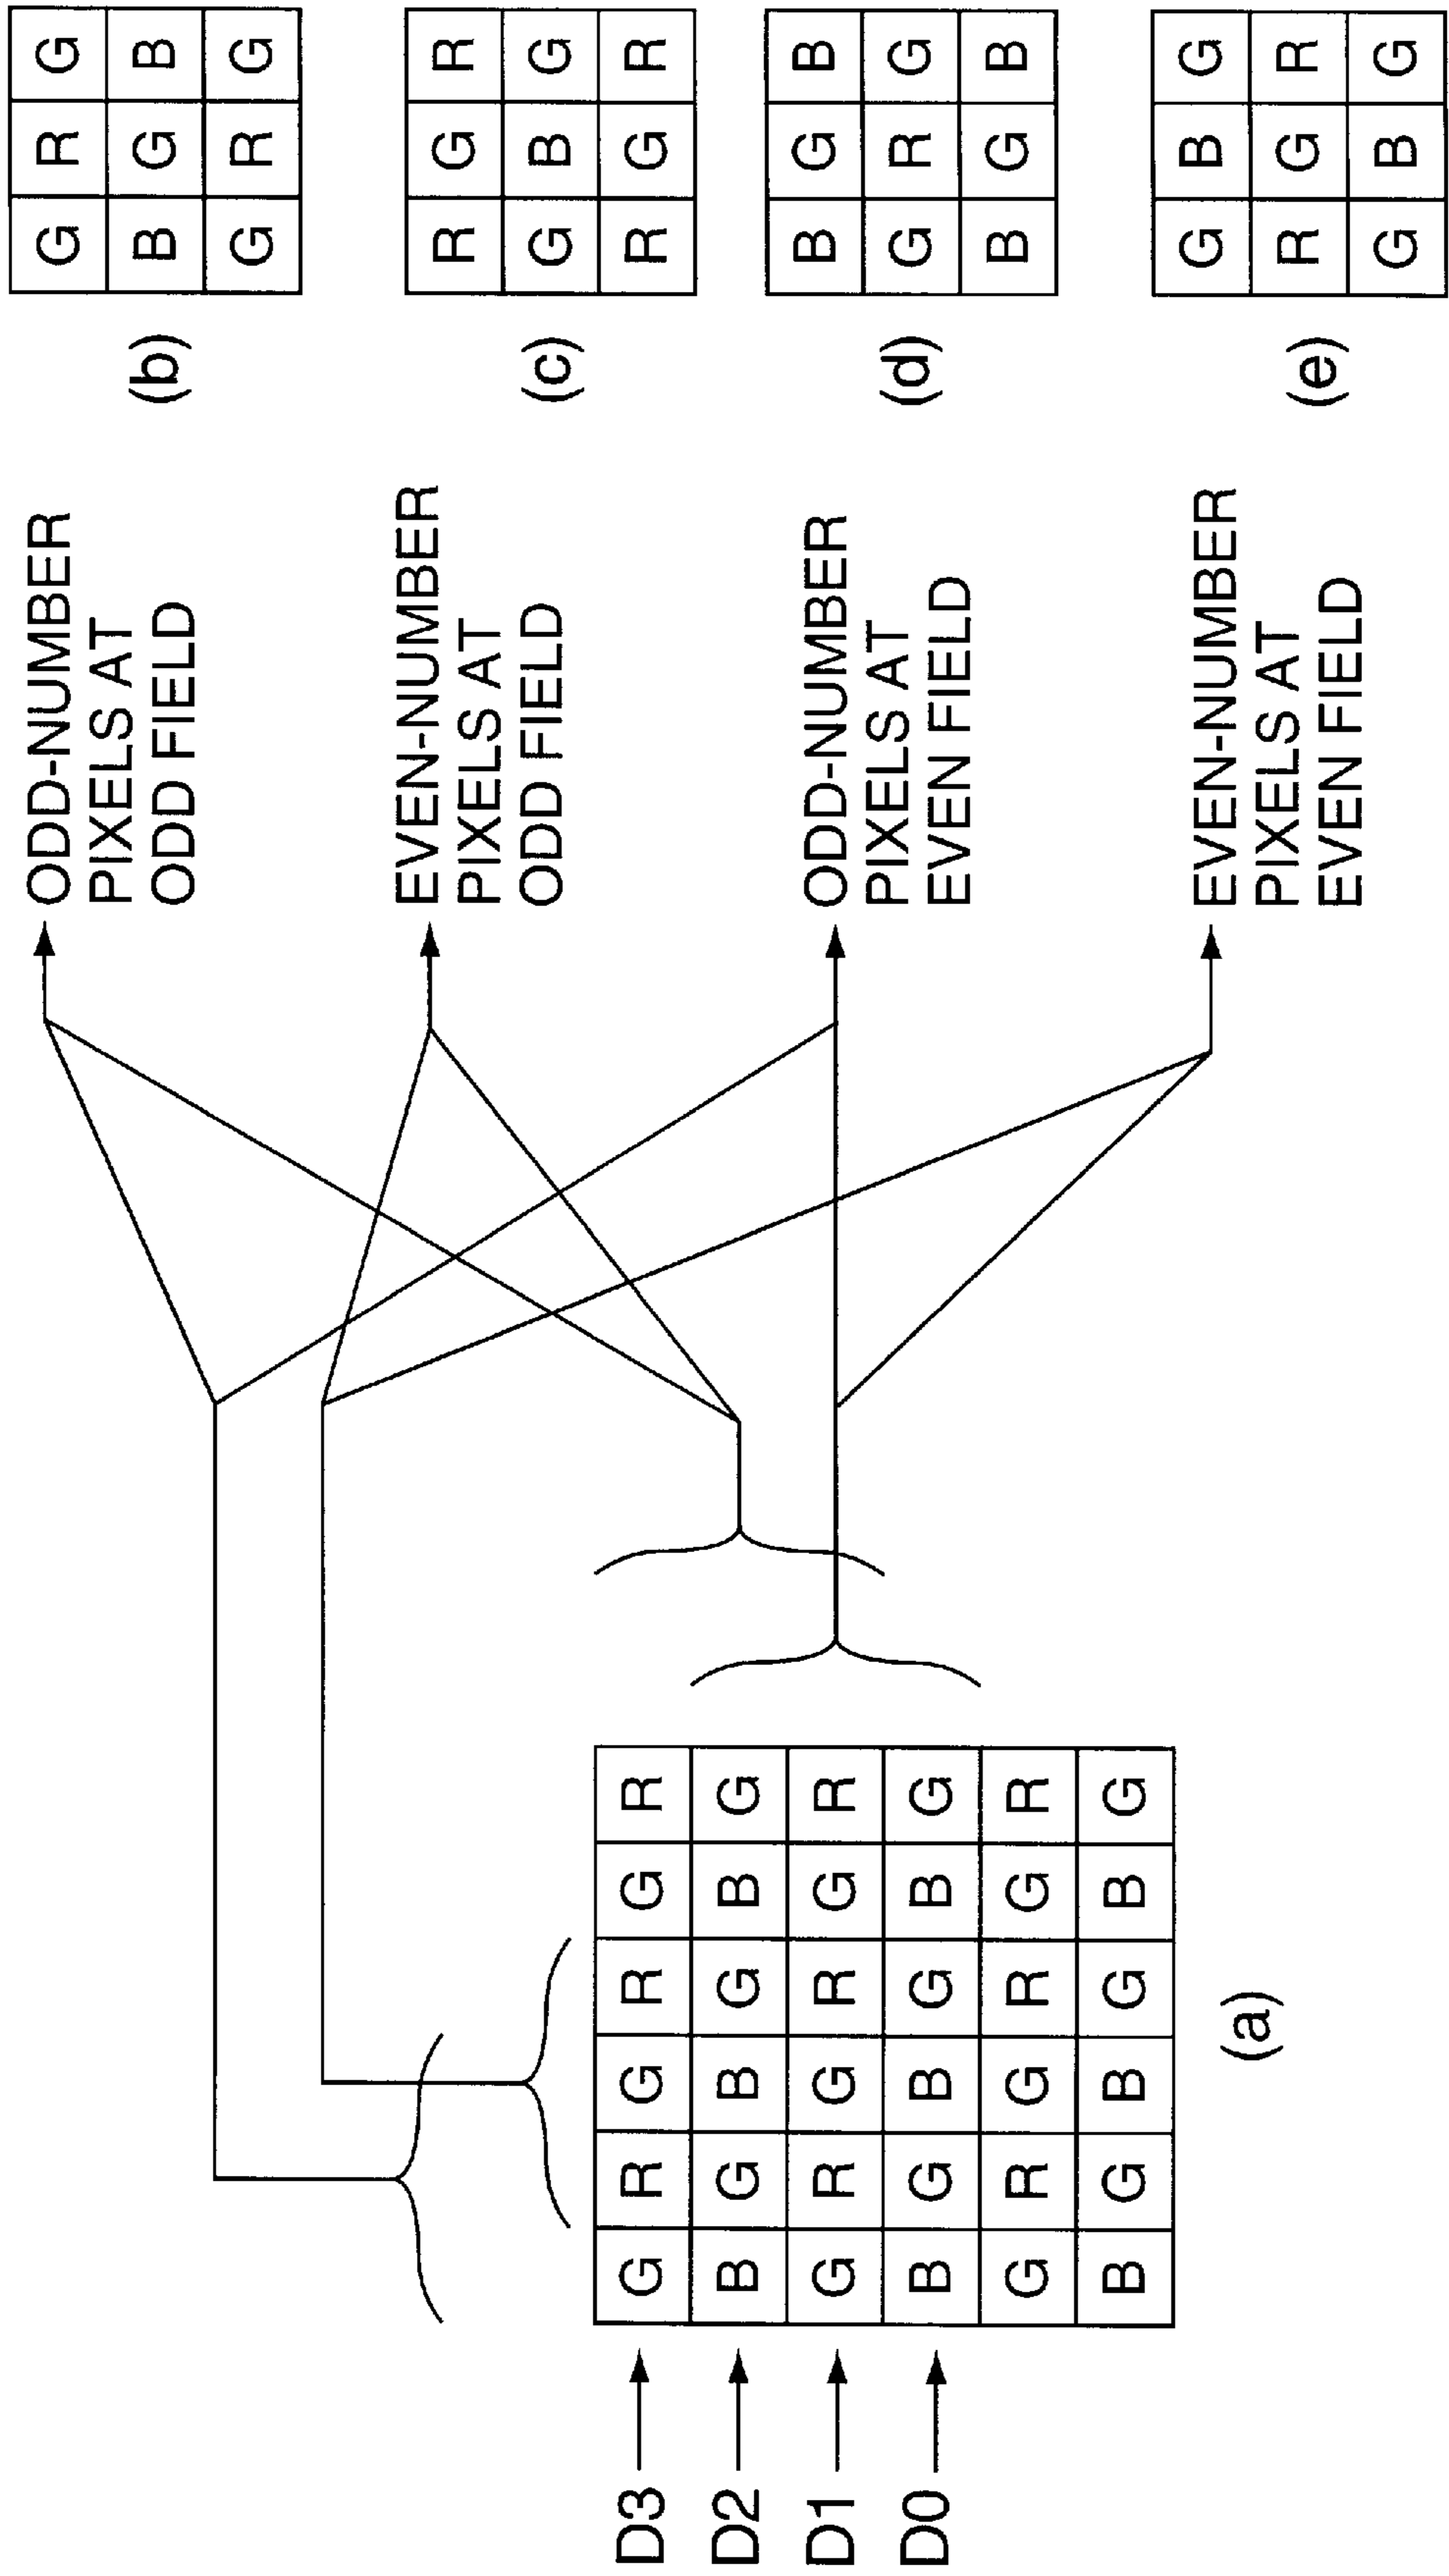 ODD-NUMBER
PIXELS AT
ODD FIELD
(b)
G R G
B G B
G R G
EVEN-NUMBER
PIXELS AT
ODD FIELD
(c)
R G R
G B G
R G R
ODD-NUMBER
PIXELS AT
EVEN FIELD
(d)
B G B
G R G
B G B
EVEN-NUMBER
PIXELS AT
EVEN FIELD
(e)
G B G
R G R
G B G
D3 G R G R G R
D2 B G B G B G
D1 G R G R G R
D0 B G B G B G
G R G R G R
B G B G B G
(a)